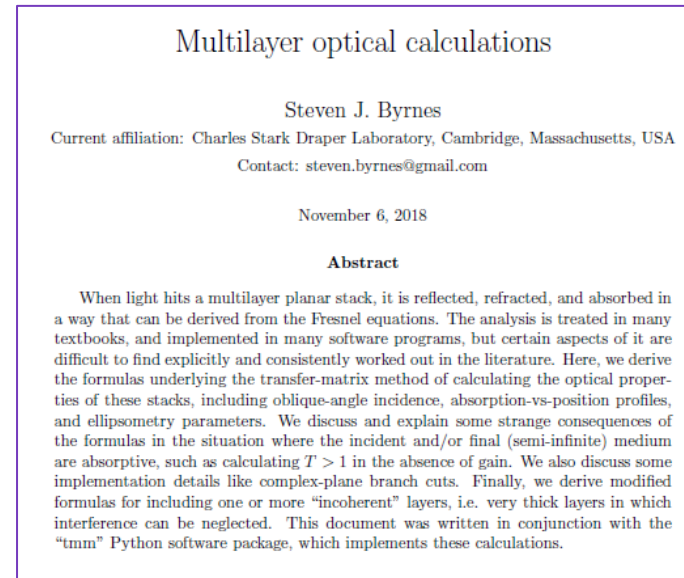 Multilayer optical calculations
Steven J. Byrnes
Current affiliation: Charles Stark Draper Laboratory, Cambridge, Massachusetts, USA
Contact: steven.byrnes@gmail.com
November 6, 2018
Abstract
When light hits a multilayer planar stack, it is reflected, refracted, and absorbed in
a way that can be derived from the Fresnel equations. The analysis is treated in many
textbooks, and implemented in many software programs, but certain aspects of it are
difficult to find explicitly and consistently worked out in the literature. Here, we derive
the formulas underlying the transfer-matrix method of calculating the optical proper-
ties of these stacks, including oblique-angle incidence, absorption-vs-position profiles,
and ellipsometry parameters. We discuss and explain some strange consequences of
the formulas in the situation where the incident and/or final (semi-infinite) medium
are absorptive, such as calculating T > 1 in the absence of gain. We also discuss some
implementation details like complex-plane branch cuts. Finally, we derive modified
formulas for including one or more “incoherent” layers, i.e. very thick layers in which
interference can be neglected. This document was written in conjunction with the
“tmm” Python software package, which implements these calculations.